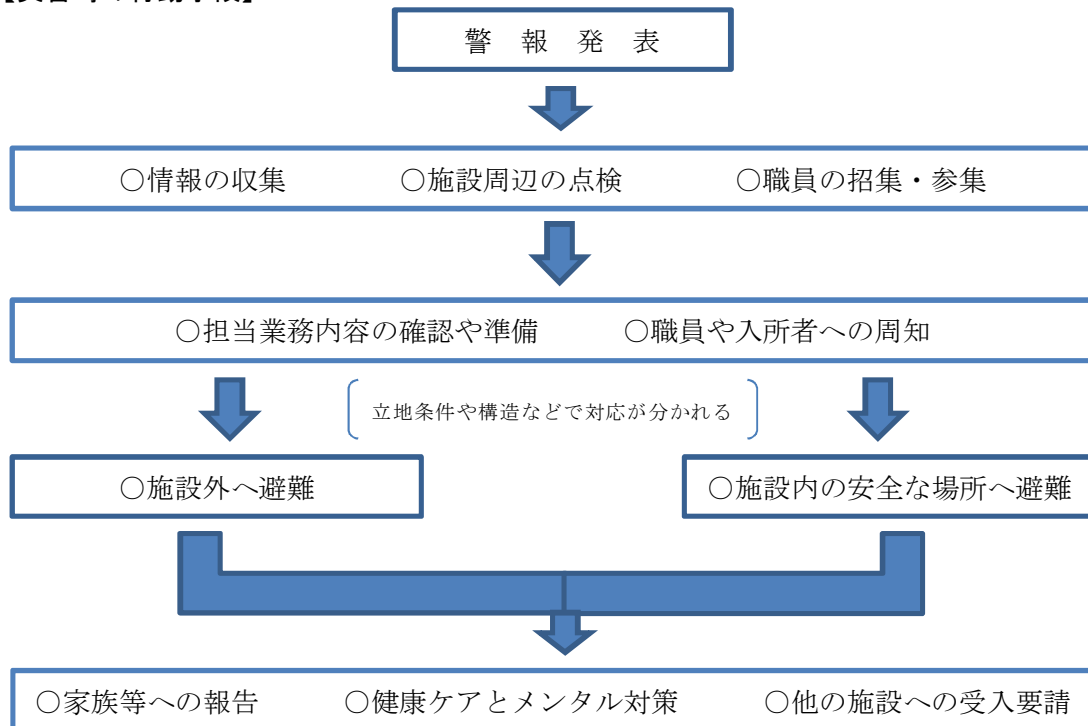 警 報 発 表
○情報の収集 ○施設周辺の点検 ○職員の招集・参集
○担当業務内容の確認や準備 ○職員や入所者への周知
立地条件や構造などで対応が分かれる
○施設外へ避難 ○施設内の安全な場所へ避難
○家族等への報告 ○健康ケアとメンタル対策 ○他の施設への受入要請